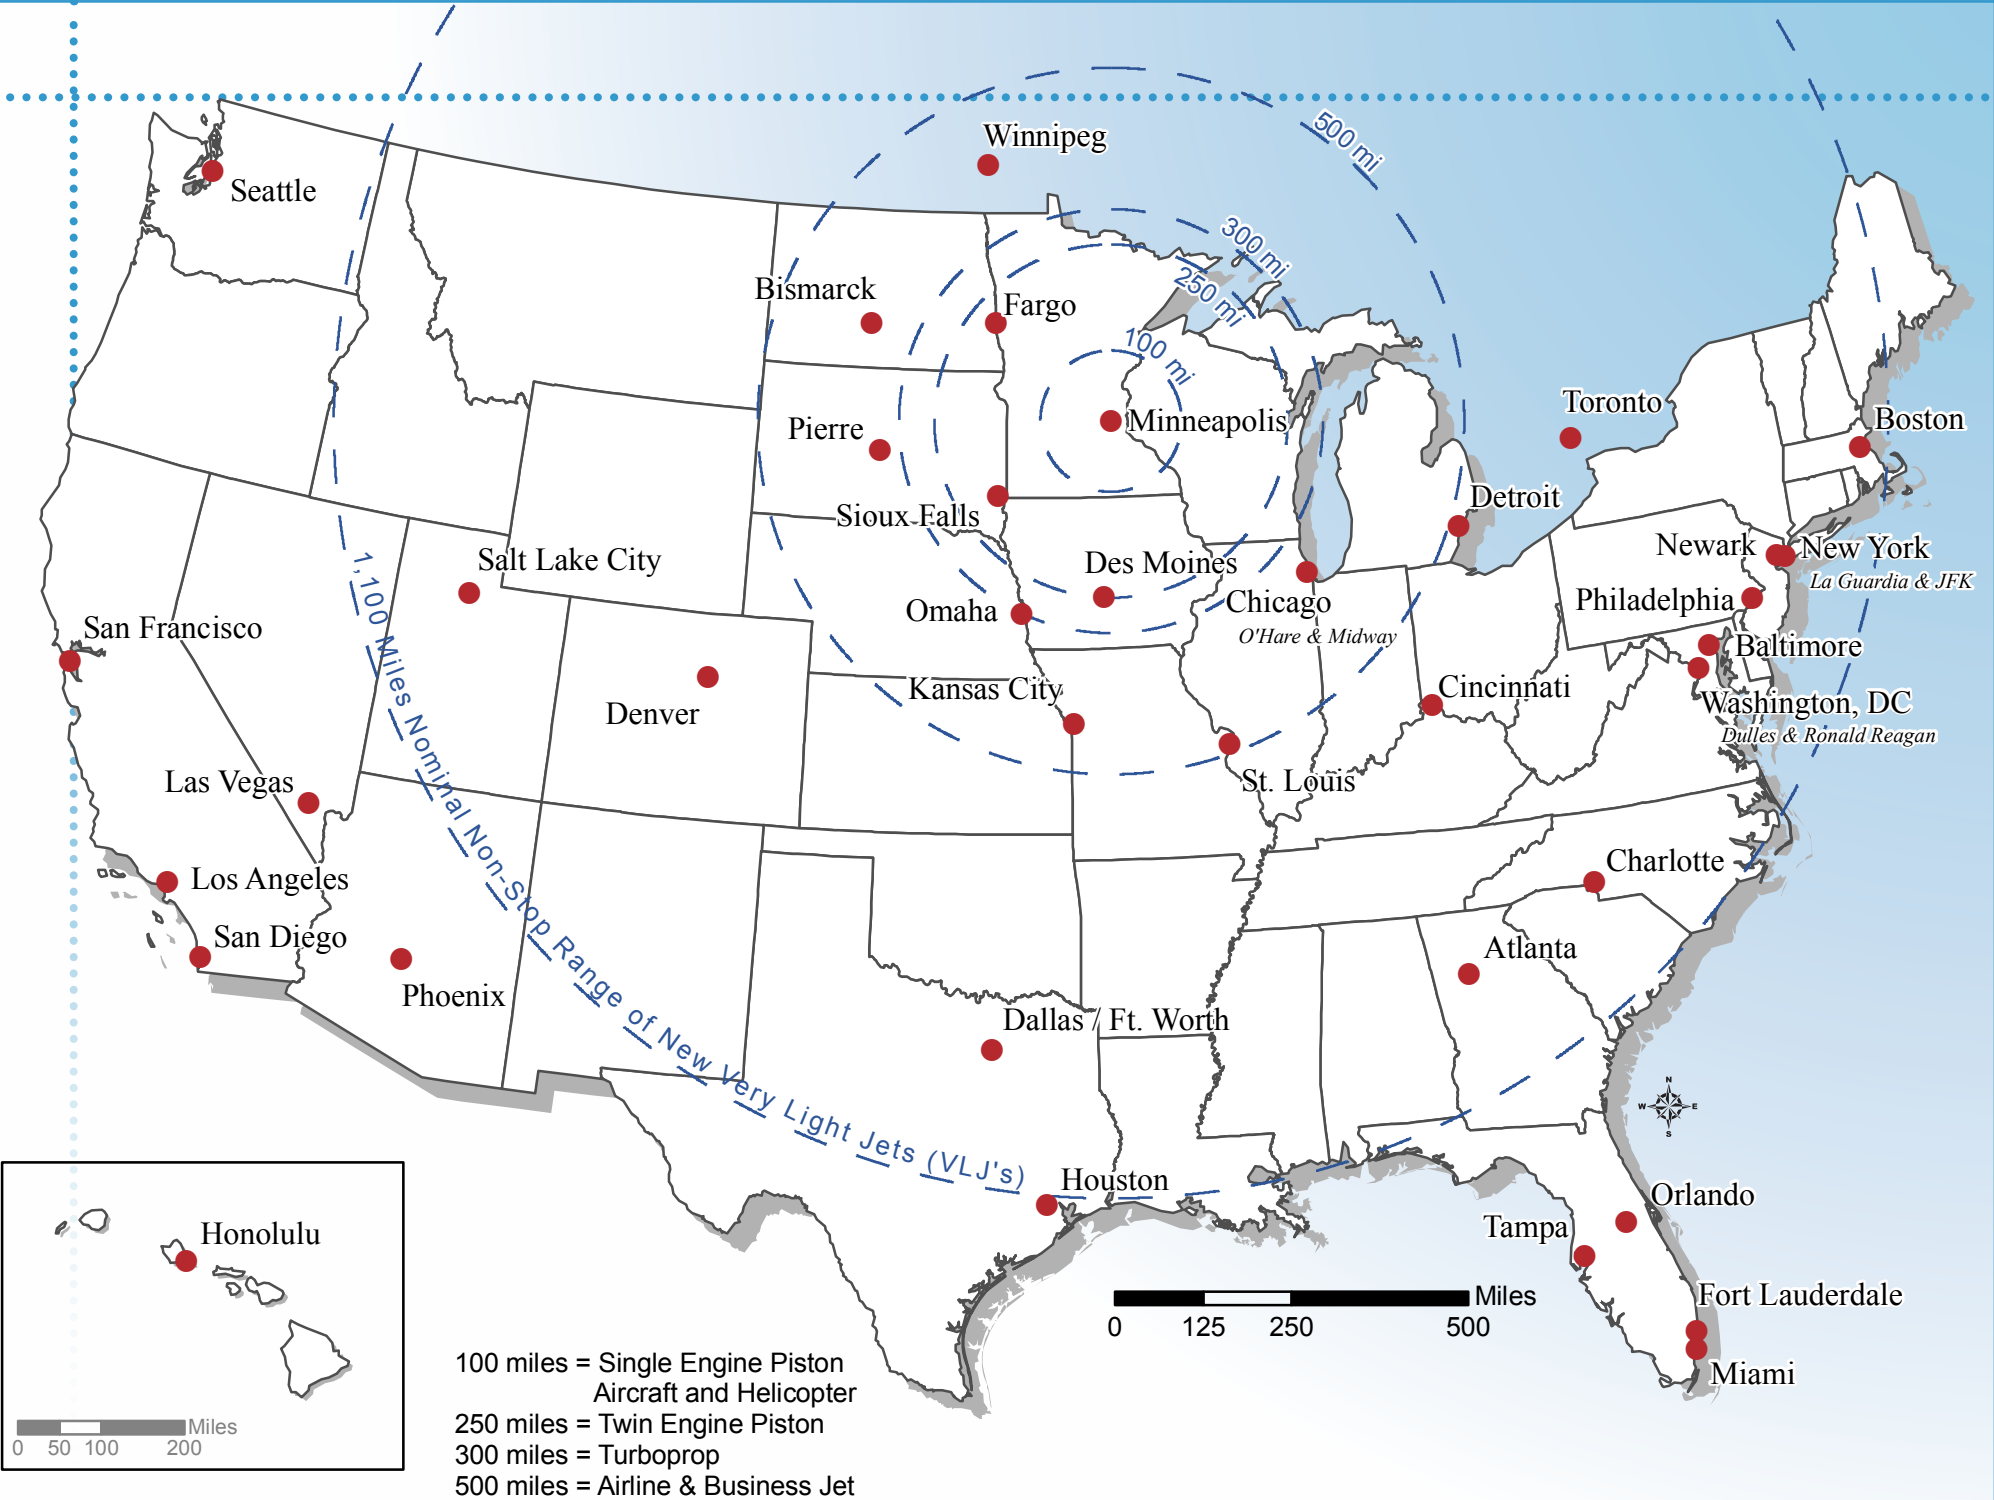 Winnipeg
500 mi
Seattle
300 mi
250 mi
Bismarck
Fargo
100 mi
Minneapolis
Toronto
Boston
Pierre
Sioux Falls
Detroit
Newark
New York
La Guardia & JFK
Salt Lake City
Des Moines
Omaha
Chicago
O'Hare & Midway
Philadelphia
San Francisco
Baltimore
Kansas City
Cincinnati
Washington, DC
Dulles & Ronald Reagan
Denver
Las Vegas
St. Louis
1,100 Miles Nominal Non-Stop Range of New Very Light Jets (VLJ's)
Charlotte
Los Angeles
San Diego
Atlanta
Phoenix
Dallas / Ft. Worth
N
W E
S
Houston
Orlando
Tampa
Honolulu
Fort Lauderdale
Miles
0 125 250 500
Miami
100 miles = Single Engine Piston
Aircraft and Helicopter
250 miles = Twin Engine Piston
300 miles = Turboprop
500 miles = Airline & Business Jet
Miles
0 50 100 200